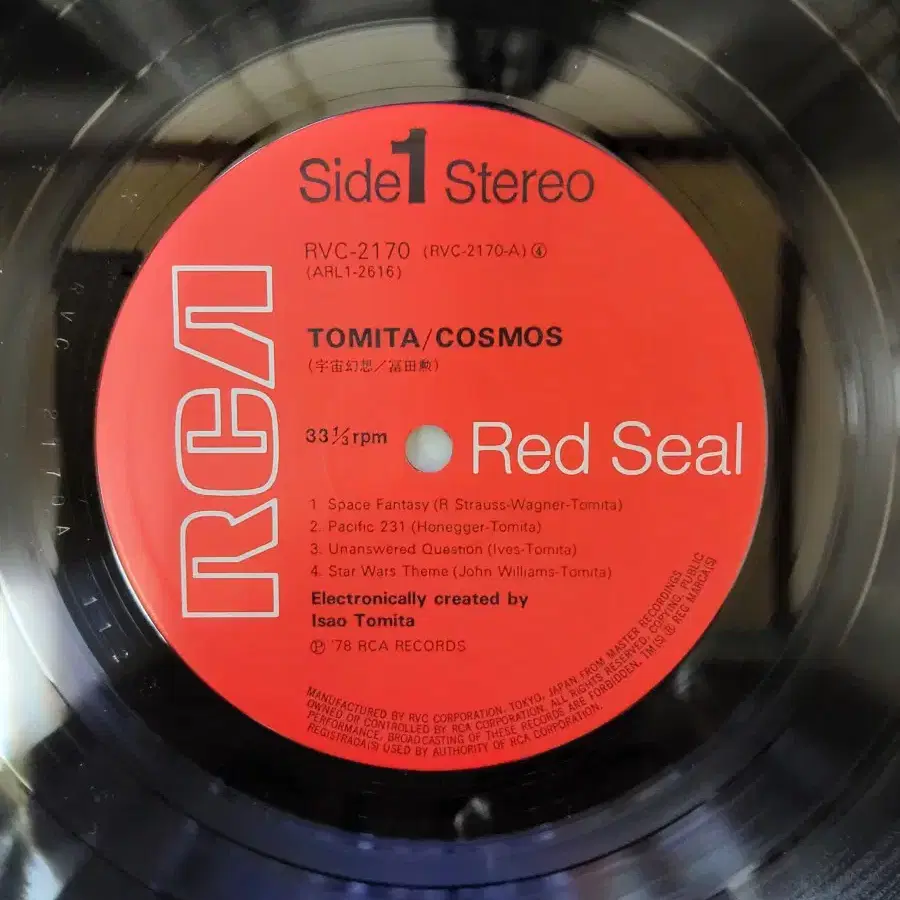 Side 1 Stereo
RVC-2170 (RVC-2170-A) ④
(ARL1-2616)
RCA
TOMITA/COSMOS
(宇宙幻想/冨田勲)
33⅓rpm
Red Seal
1 Space Fantasy (R Strauss-Wagner-Tomita)
2. Pacific 231 (Honegger-Tomita)
3. Unanswered Question (Ives-Tomita)
4. Star Wars Theme (John Williams-Tomita)
Electronically created by
Isao Tomita
℗ '78 RCA RECORDS
MANUFACTURED BY RVC CORPORATION, TOKYO, JAPAN FROM MASTER RECORDINGS
OWNED OR CONTROLLED BY RCA CORPORATION. ALL RIGHTS RESERVED, COPYING, PUBLIC
PERFORMANCE, BROADCASTING OF THESE RECORDS ARE FORBIDDEN. TM(S) ® REG MARCA(S)
REGISTRADA(S) USED BY AUTHORITY OF RCA CORPORATION.
RVC 2170A